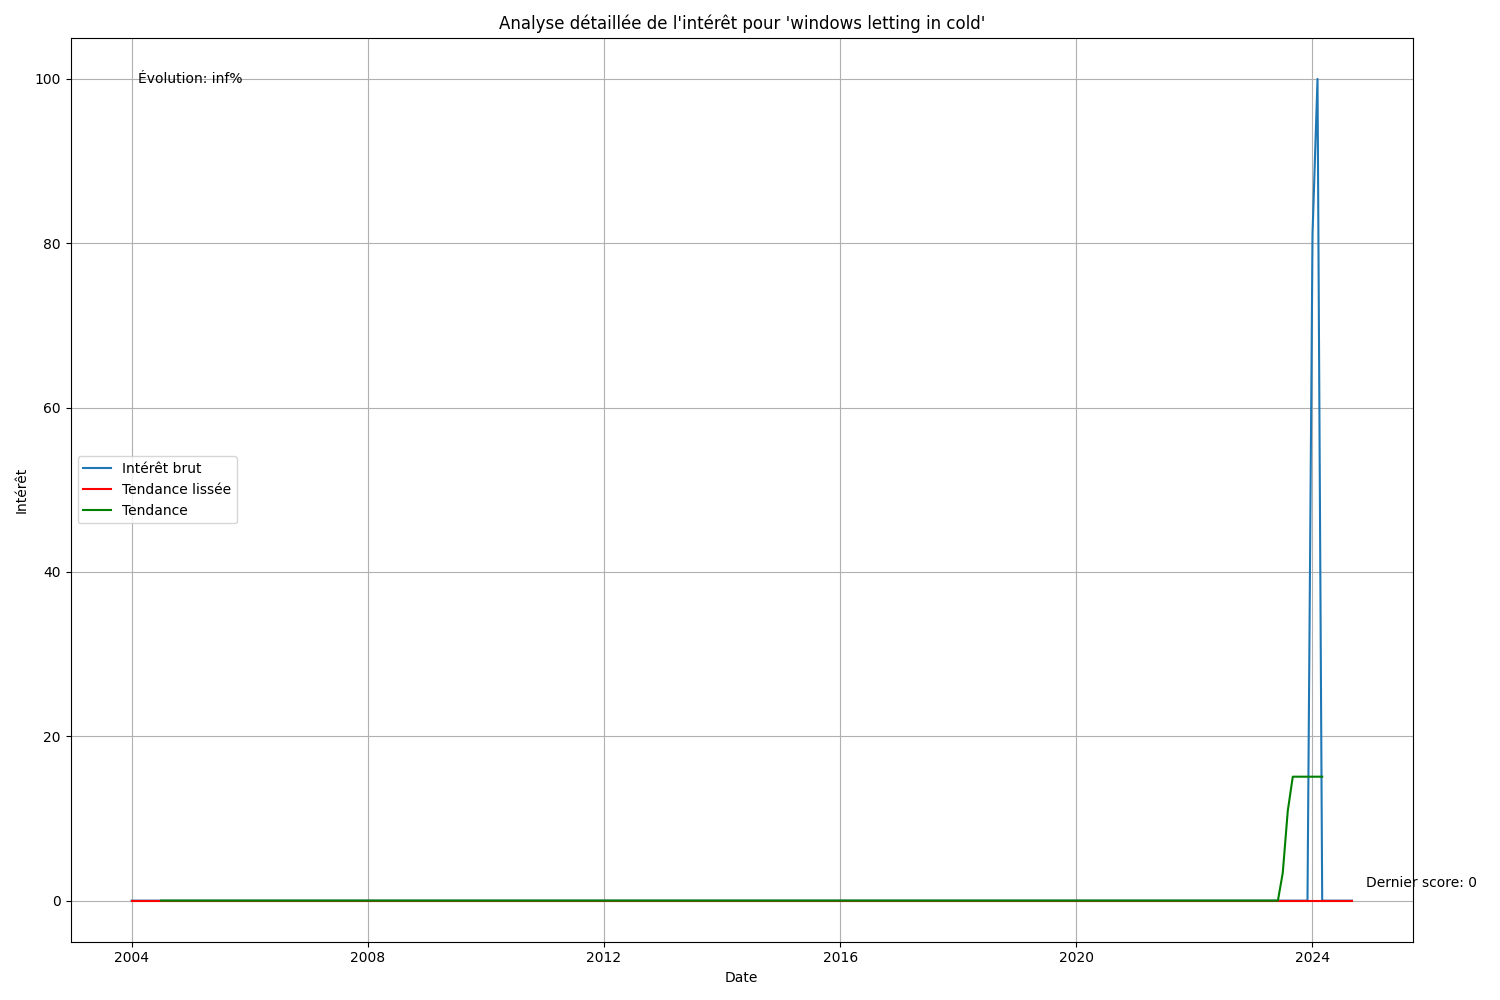 Analyse détaillée de l'intérêt pour 'windows letting in cold'
Évolution: inf%
100
80
60
40
20
0
Intérêt
Intérêt brut
Tendance lissée
Tendance
Dernier score: 0
2004
2008
2012
2016
2020
2024
Date